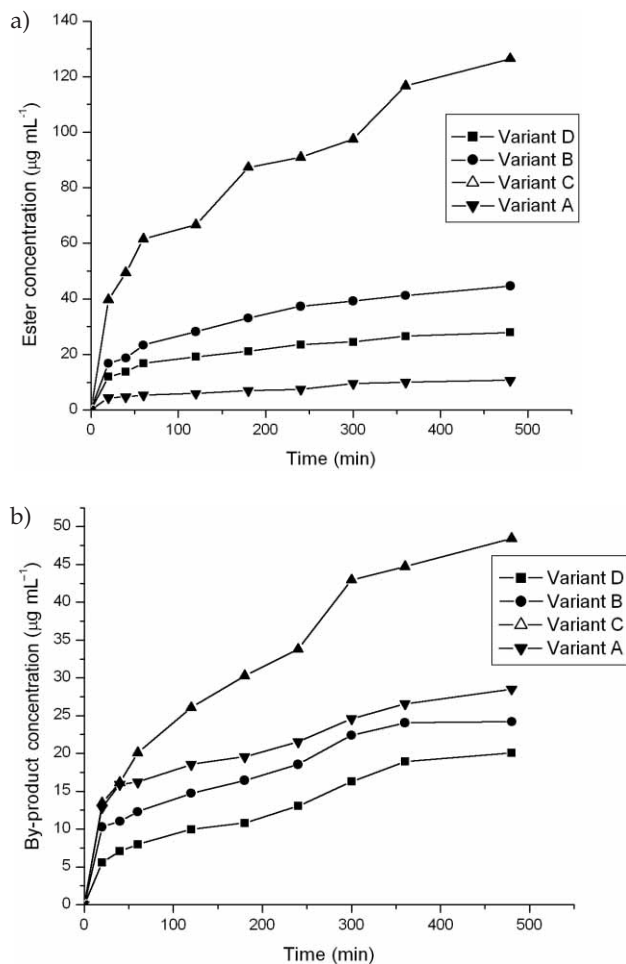 a)
140
120
100
80
60
40
20
0
Ester concentration (µg mL⁻¹)
Variant D
Variant B
Variant C
Variant A
0 100 200 300 400 500
Time (min)
b)
50
45
40
35
30
25
20
15
10
5
0
By-product concentration (µg mL⁻¹)
Variant D
Variant B
Variant C
Variant A
0 100 200 300 400 500
Time (min)